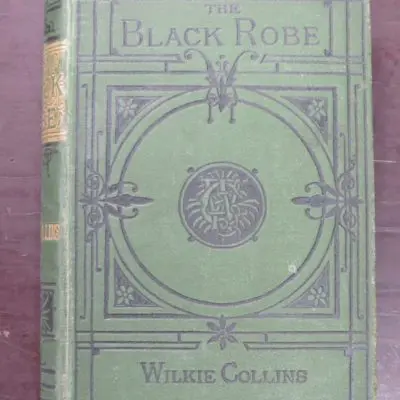 THE
BLACK ROBE
WILKIE COLLINS